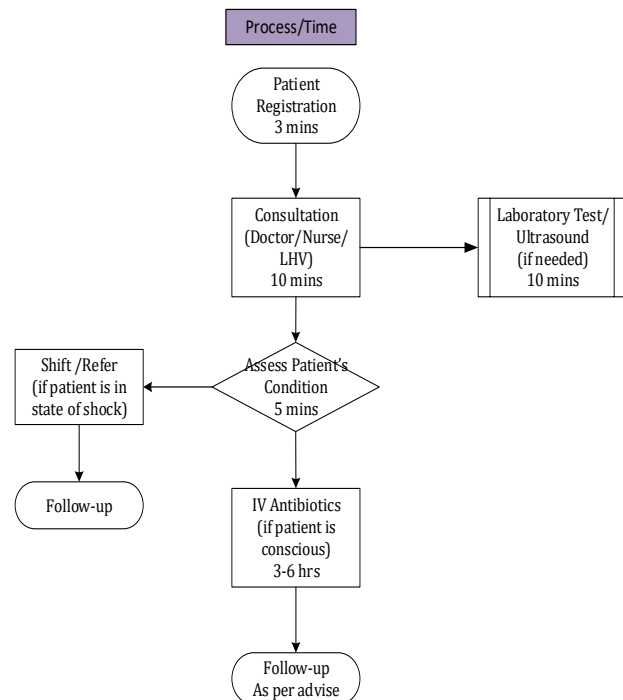 Process/Time
Patient
Registration
3 mins
Consultation
(Doctor/Nurse/
LHV)
10 mins
Laboratory Test/
Ultrasound
(if needed)
10 mins
Assess Patient's
Condition
5 mins
Shift /Refer
(if patient is in
state of shock)
Follow-up
IV Antibiotics
(if patient is
conscious)
3-6 hrs
Follow-up
As per advise